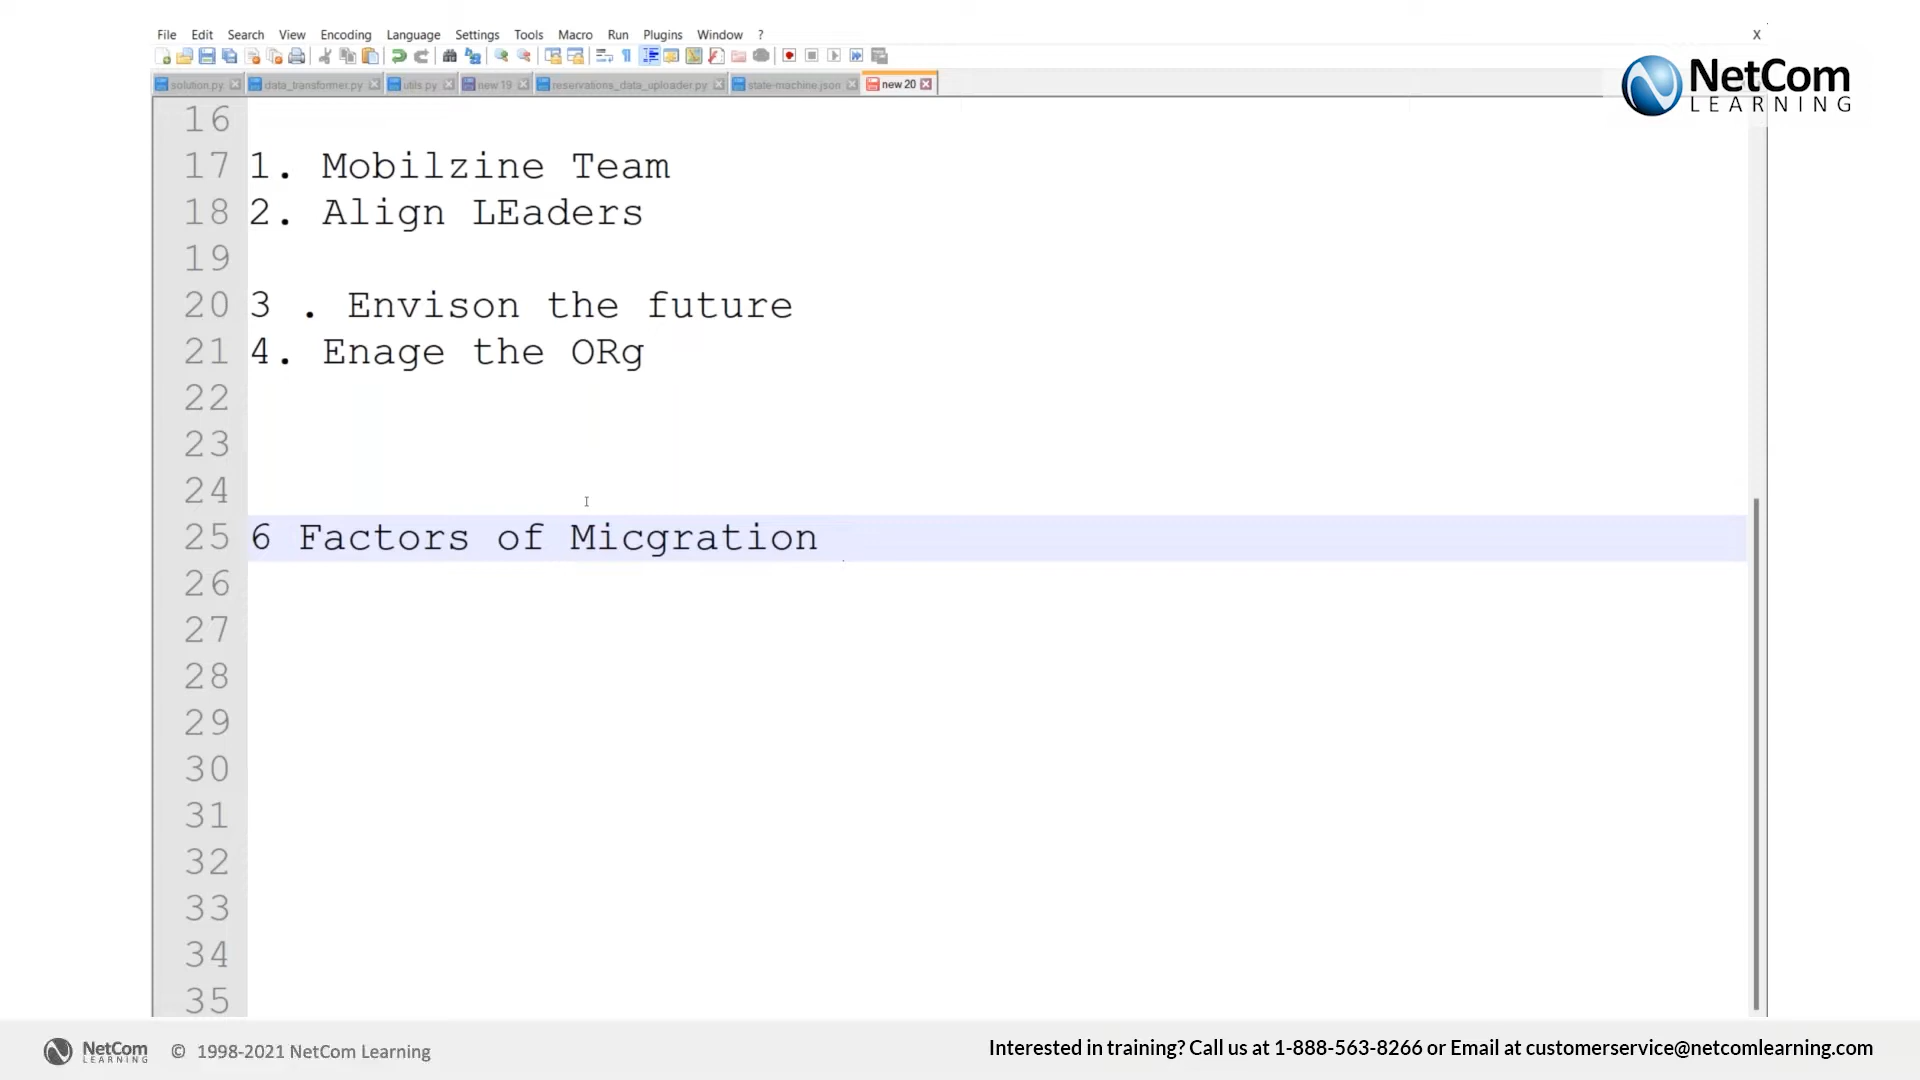 File Edit Search View Encoding Language Settings Tools Macro Run Plugins Window ? X
solution.py data_transformer.py utils.py new 19 reservations_data_uploader.py state-machine.json new 20
NetCom
LEARNING
16
17 1. Mobilzine Team
18 2. Align LEaders
19
20 3 . Envison the future
21 4. Enage the ORg
22
23
24
25 6 Factors of Micgration
26
27
28
29
30
31
32
33
34
35
NetCom
LEARNING
© 1998-2021 NetCom Learning
Interested in training? Call us at 1-888-563-8266 or Email at customerservice@netcomlearning.com